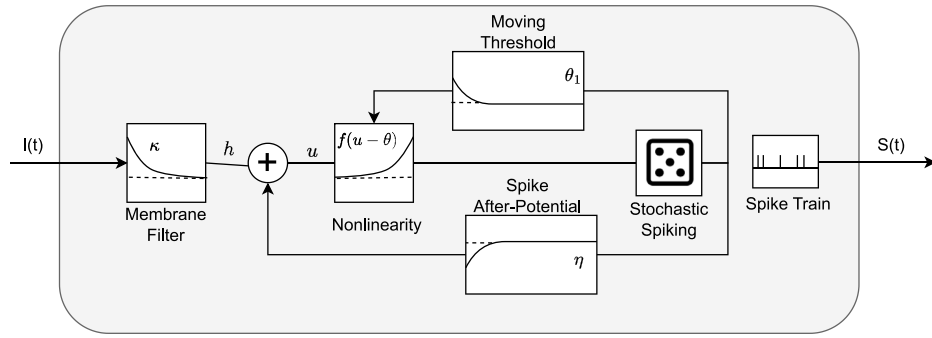 Moving
Threshold
θ₁
I(t)
κ
h
+
u
f(u − θ)
S(t)
Membrane
Filter
Nonlinearity
Spike
After-Potential
η
Stochastic
Spiking
Spike Train